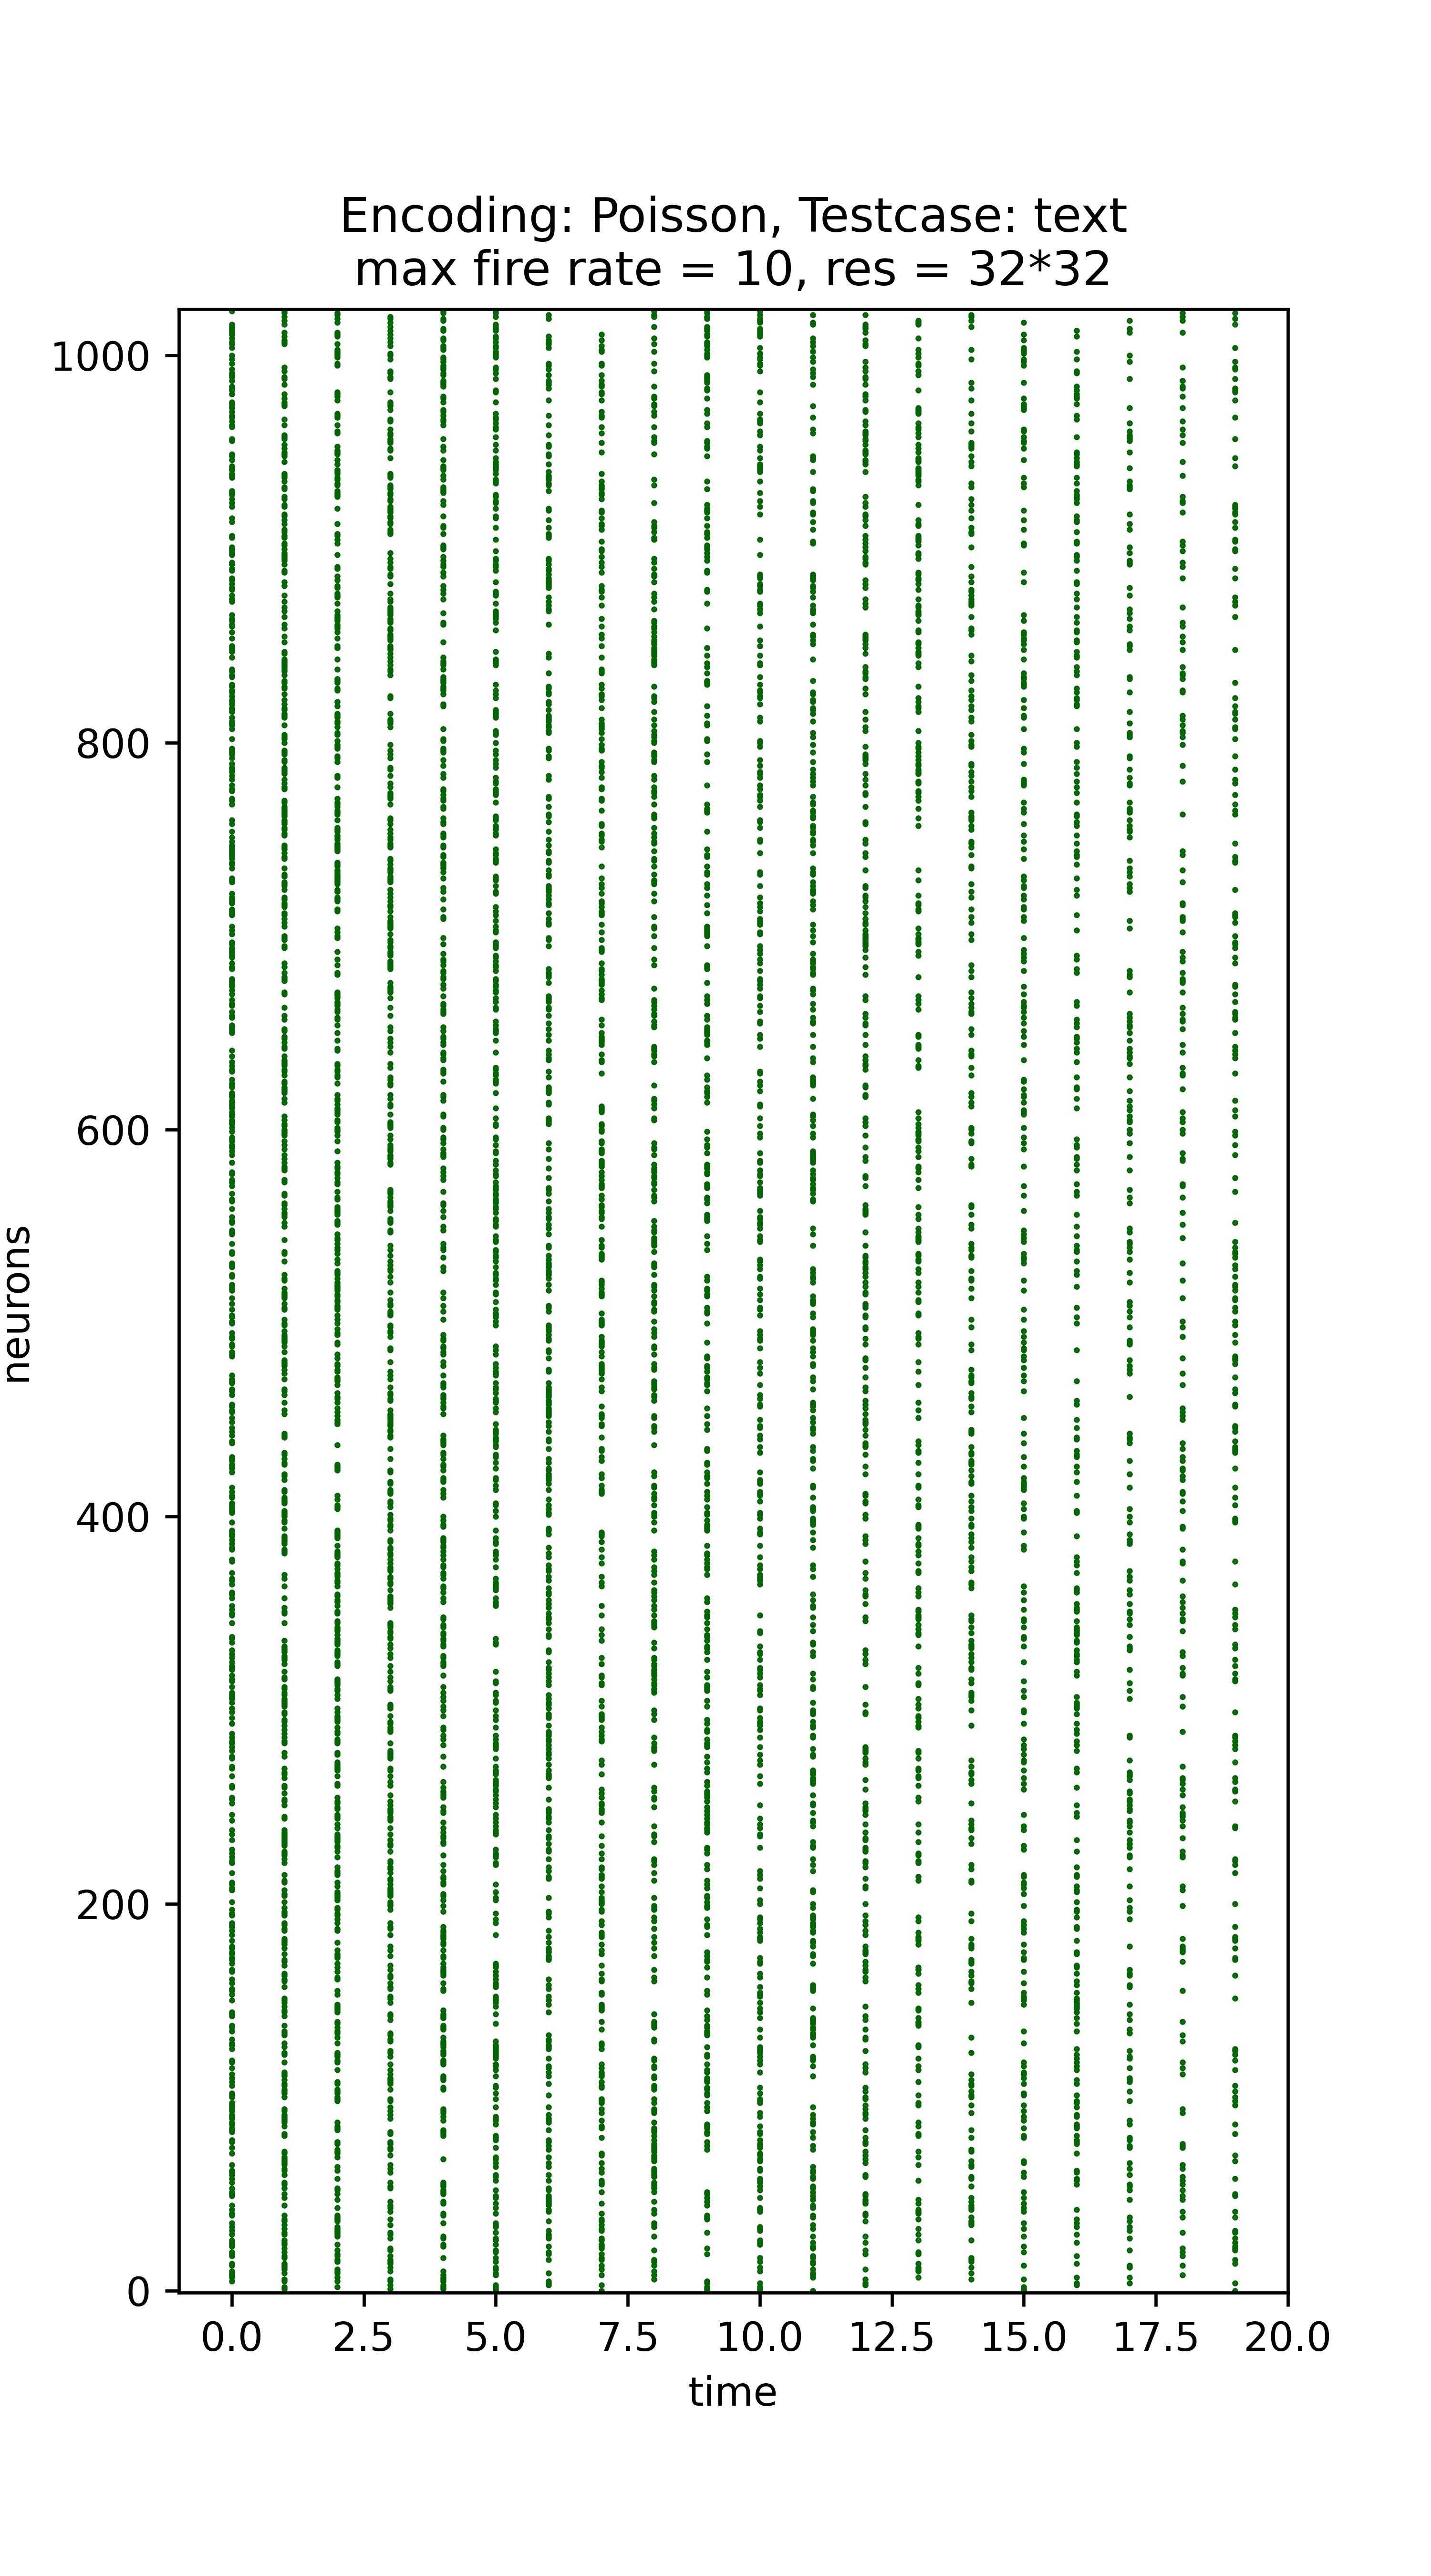 Encoding: Poisson, Testcase: text
max fire rate = 10, res = 32*32
1000
800
600
400
200
0
neurons
0.0 2.5 5.0 7.5 10.0 12.5 15.0 17.5 20.0
time